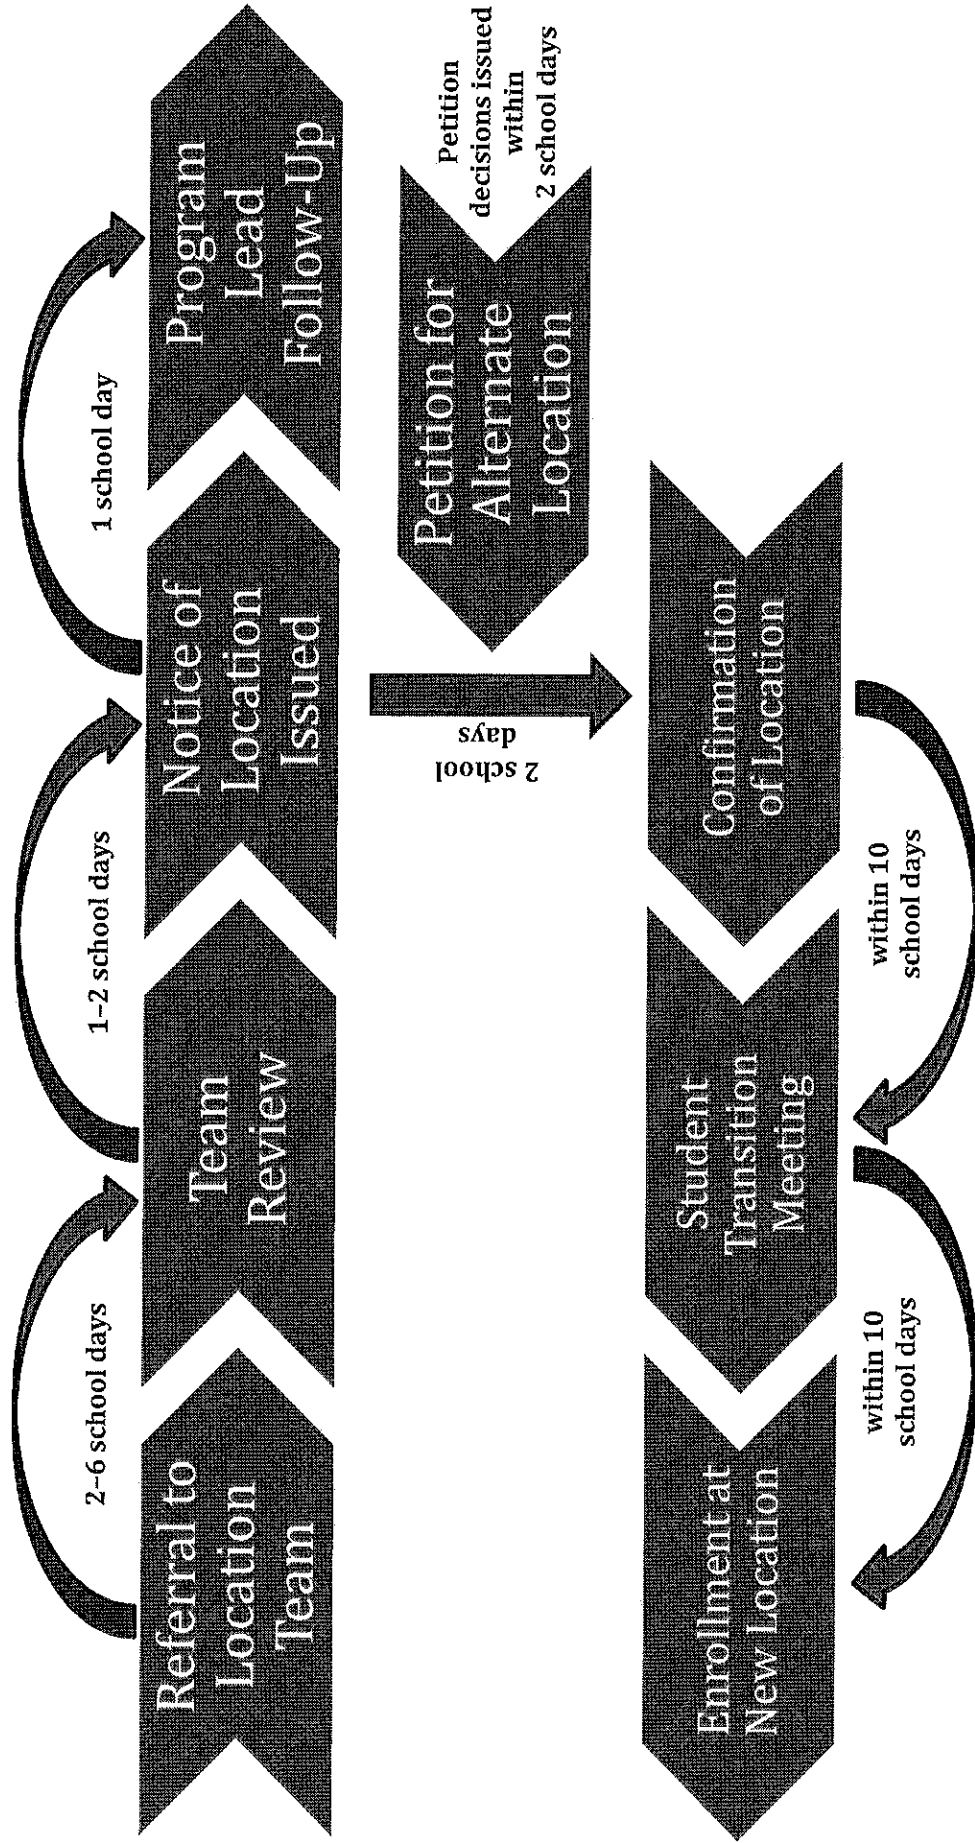 2–6 school days
1–2 school days
1 school day
Referral to
Location
Team
Team
Review
Notice of
Location
Issued
Program
Lead
Follow-Up
2 school
days
Petition for
Alternate
Location
Petition
decisions issued
within
2 school days
Enrollment at
New Location
Student
Transition
Meeting
Confirmation
of Location
within 10
school days
within 10
school days